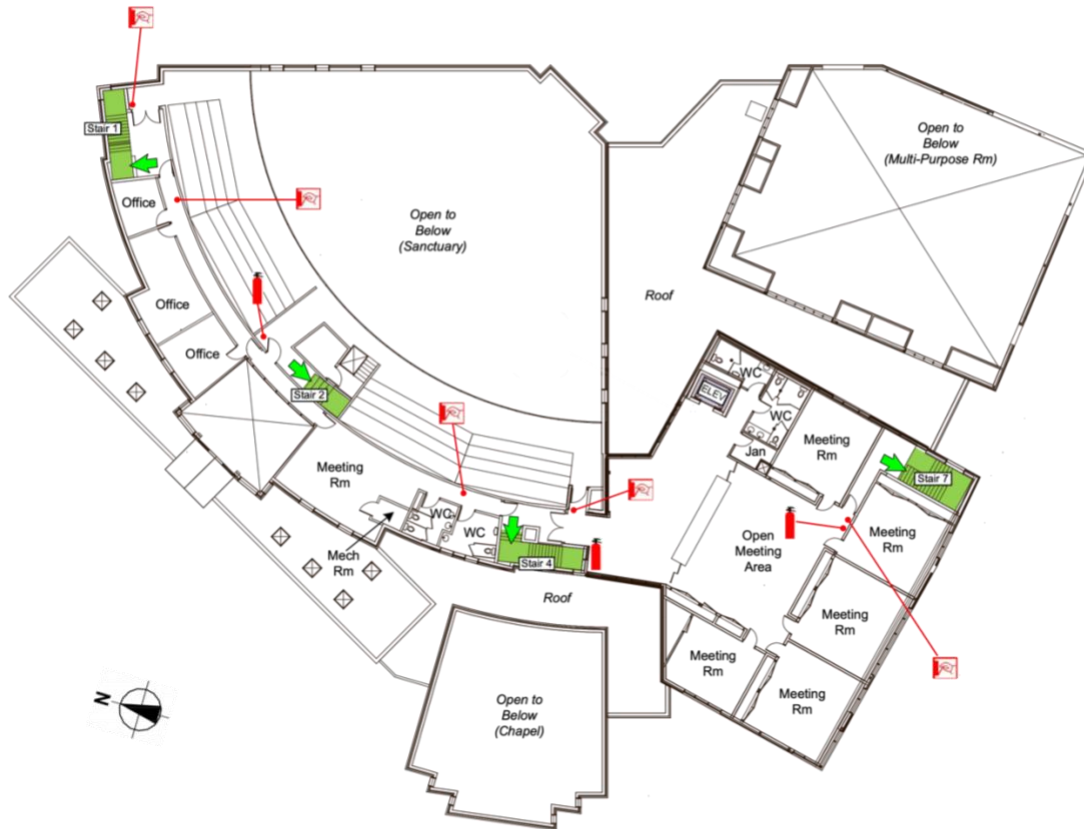 Stair 1
Office
Office
Office
Open to
Below
(Sanctuary)
Open to
Below
(Multi-Purpose Rm)
Roof
Stair 2
WC
ELEV
WC
Jan
Meeting
Rm
Stair 7
Meeting
Rm
Mech
Rm
WC
WC
Stair 4
Open
Meeting
Area
Meeting
Rm
Meeting
Rm
Meeting
Rm
Meeting
Rm
Roof
Open to
Below
(Chapel)
N